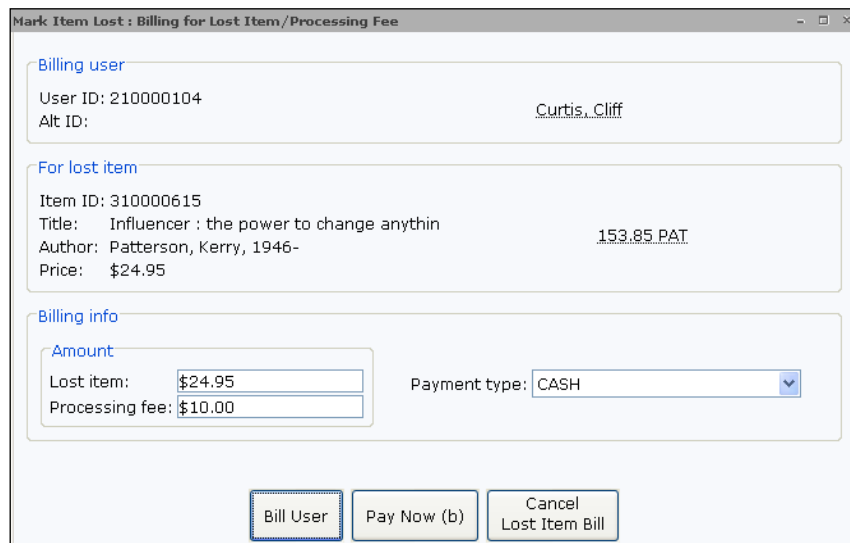 Mark Item Lost : Billing for Lost Item/Processing Fee
Billing user
User ID: 210000104
Curtis, Cliff
Alt ID:
For lost item
Item ID: 310000615
Title: Influencer : the power to change anythin
153.85 PAT
Author: Patterson, Kerry, 1946-
Price: $24.95
Billing info
Amount
Lost item: $24.95
Payment type: CASH
Processing fee: $10.00
Bill User
Pay Now (b)
Cancel
Lost Item Bill